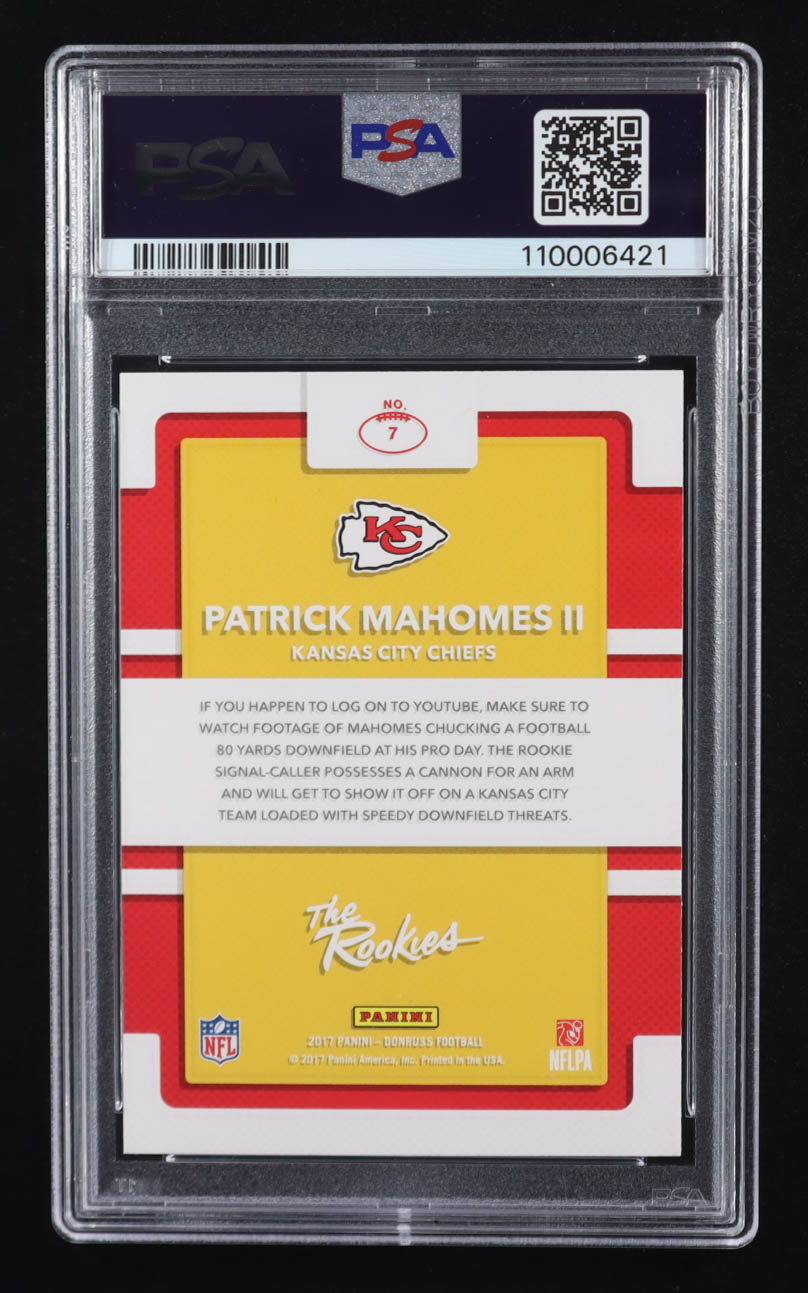 PSA
PSA
110006421
NO.
7
KC
PATRICK MAHOMES II
KANSAS CITY CHIEFS
IF YOU HAPPEN TO LOG ON TO YOUTUBE, MAKE SURE TO
WATCH FOOTAGE OF MAHOMES CHUCKING A FOOTBALL
80 YARDS DOWNFIELD AT HIS PRO DAY. THE ROOKIE
SIGNAL-CALLER POSSESSES A CANNON FOR AN ARM
AND WILL GET TO SHOW IT OFF ON A KANSAS CITY
TEAM LOADED WITH SPEEDY DOWNFIELD THREATS.
The
Rookies
PANINI
2017 PANINI – DONRUSS FOOTBALL
© 2017 Panini America, Inc. Printed in the USA.
NFL
NFLPA
PSA